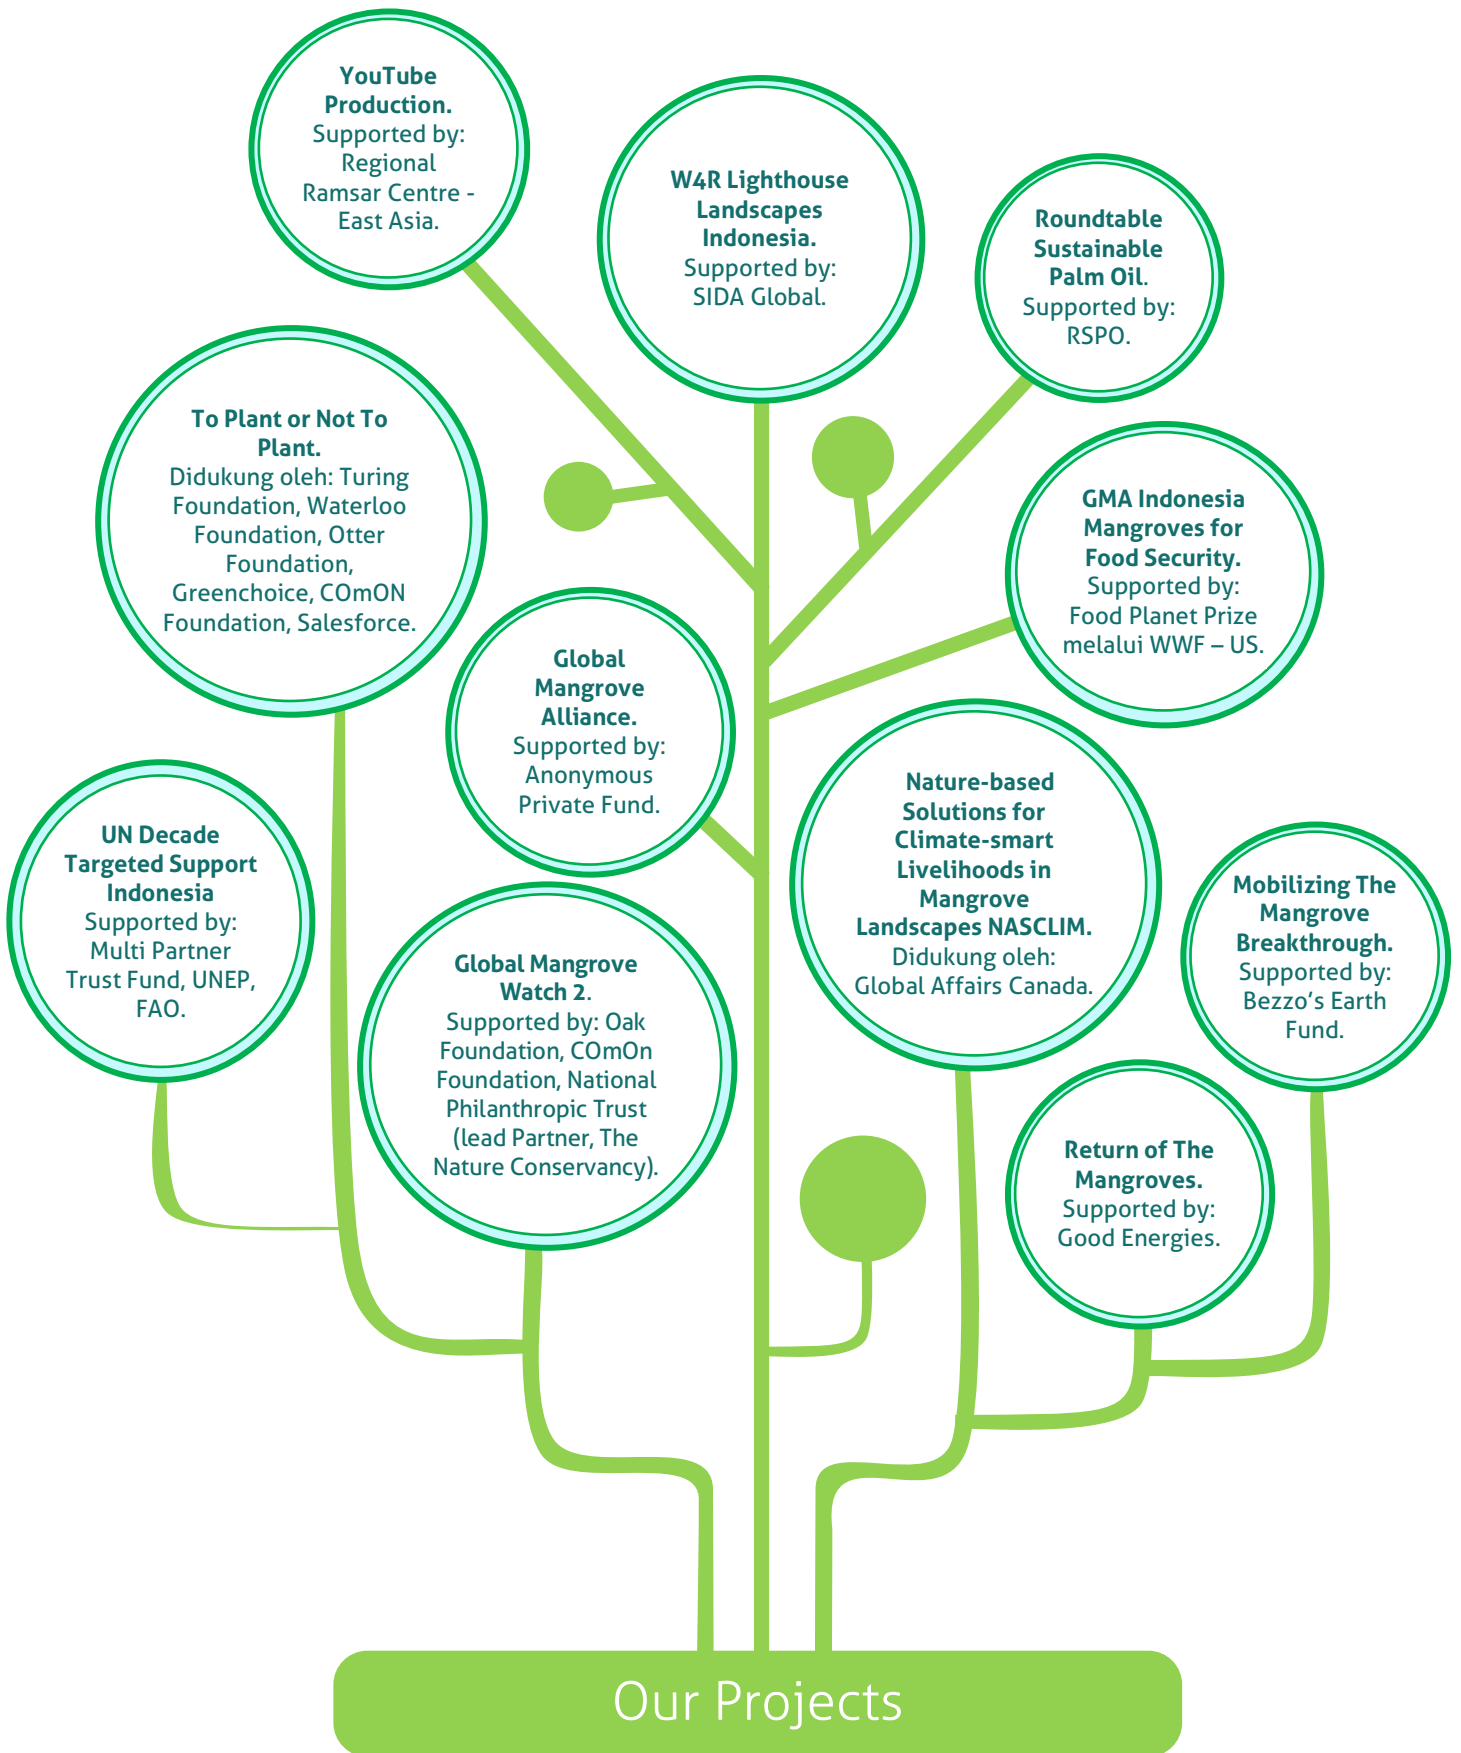 YouTube
Production.
Supported by:
Regional
Ramsar Centre -
East Asia.
W4R Lighthouse
Landscapes
Indonesia.
Supported by:
SIDA Global.
Roundtable
Sustainable
Palm Oil.
Supported by:
RSPO.
To Plant or Not To
Plant.
Didukung oleh: Turing
Foundation, Waterloo
Foundation, Otter
Foundation,
Greenchoice, COmON
Foundation, Salesforce.
GMA Indonesia
Mangroves for
Food Security.
Supported by:
Food Planet Prize
melalui WWF – US.
Global
Mangrove
Alliance.
Supported by:
Anonymous
Private Fund.
UN Decade
Targeted Support
Indonesia
Supported by:
Multi Partner
Trust Fund, UNEP,
FAO.
Nature-based
Solutions for
Climate-smart
Livelihoods in
Mangrove
Landscapes NASCLIM.
Didukung oleh:
Global Affairs Canada.
Mobilizing The
Mangrove
Breakthrough.
Supported by:
Bezzo’s Earth
Fund.
Global Mangrove
Watch 2.
Supported by: Oak
Foundation, COmOn
Foundation, National
Philanthropic Trust
(lead Partner, The
Nature Conservancy).
Return of The
Mangroves.
Supported by:
Good Energies.
Our Projects